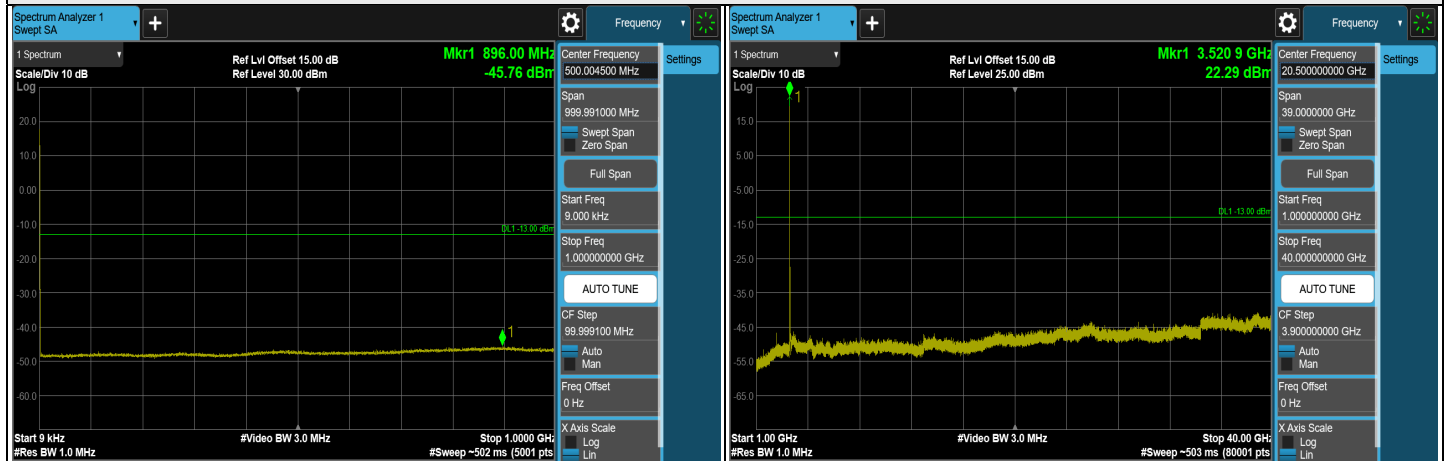 Spectrum Analyzer 1
Swept SA
+
Frequency
1 Spectrum
Ref Lvl Offset 15.00 dB
Mkr1 896.00 MHz
Scale/Div 10 dB
Ref Level 30.00 dBm
-45.76 dBm
Log
20.0
10.0
0.00
-10.0
-20.0
-30.0
-40.0
-50.0
-60.0
DL1 -13.00 dBm
1
Start 9 kHz
#Video BW 3.0 MHz
Stop 1.0000 GHz
#Res BW 1.0 MHz
#Sweep ~502 ms (5001 pts
Center Frequency
500.004500 MHz
Settings
Span
999.991000 MHz
Swept Span
Zero Span
Full Span
Start Freq
9.000 kHz
Stop Freq
1.000000000 GHz
AUTO TUNE
CF Step
99.999100 MHz
Auto
Man
Freq Offset
0 Hz
X Axis Scale
Log
Lin
Spectrum Analyzer 1
Swept SA
+
Frequency
1 Spectrum
Ref Lvl Offset 15.00 dB
Mkr1 3.520 9 GHz
Scale/Div 10 dB
Ref Level 25.00 dBm
22.29 dBm
Log
1
15.0
5.00
-5.00
-15.0
-25.0
-35.0
-45.0
-55.0
-65.0
DL1 -13.00 dBm
Start 1.00 GHz
#Video BW 3.0 MHz
Stop 40.00 GHz
#Res BW 1.0 MHz
#Sweep ~503 ms (80001 pts
Center Frequency
20.500000000 GHz
Settings
Span
39.0000000 GHz
Swept Span
Zero Span
Full Span
Start Freq
1.000000000 GHz
Stop Freq
40.000000000 GHz
AUTO TUNE
CF Step
3.900000000 GHz
Auto
Man
Freq Offset
0 Hz
X Axis Scale
Log
Lin